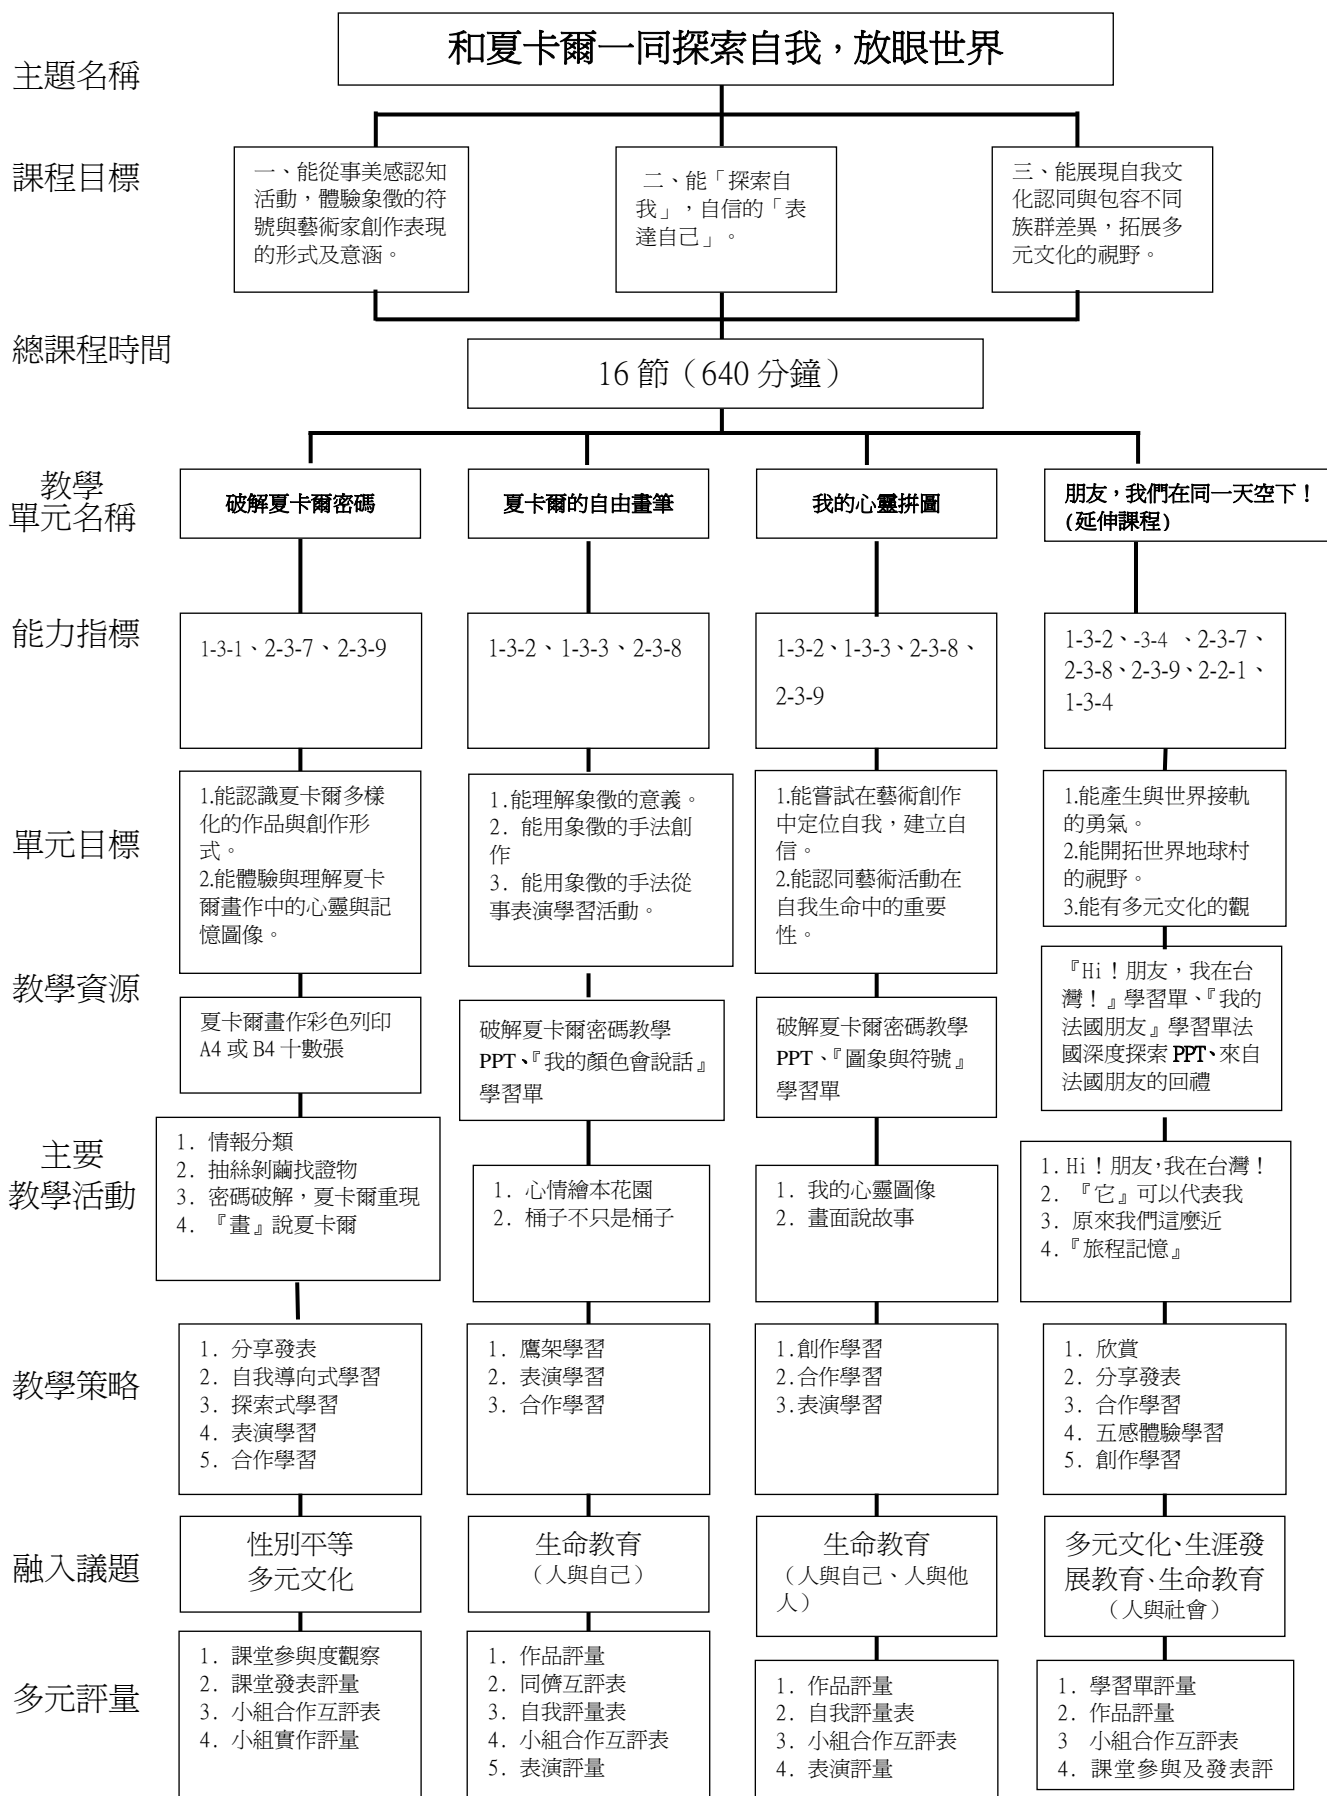 主題名稱
和夏卡爾一同探索自我，放眼世界
課程目標
一、能從事美感認知
活動，體驗象徵的符
號與藝術家創作表現
的形式及意涵。
二、能「探索自
我」，自信的「表
達自己」。
三、能展現自我文
化認同與包容不同
族群差異，拓展多
元文化的視野。
總課程時間
16 節（640 分鐘）
教學
單元名稱
破解夏卡爾密碼
夏卡爾的自由畫筆
我的心靈拼圖
朋友，我們在同一天空下！
(延伸課程)
能力指標
1-3-1、2-3-7、2-3-9
1-3-2、1-3-3、2-3-8
1-3-2、1-3-3、2-3-8、
2-3-9
1-3-2、-3-4 、2-3-7、
2-3-8、2-3-9、2-2-1、
1-3-4
單元目標
1.能認識夏卡爾多樣
化的作品與創作形
式。
2.能體驗與理解夏卡
爾畫作中的心靈與記
憶圖像。
1.能理解象徵的意義。
2. 能用象徵的手法創
作
3. 能用象徵的手法從
事表演學習活動。
1.能嘗試在藝術創作
中定位自我，建立自
信。
2.能認同藝術活動在
自我生命中的重要
性。
1.能產生與世界接軌
的勇氣。
2.能開拓世界地球村
的視野。
3.能有多元文化的觀
教學資源
夏卡爾畫作彩色列印
A4 或 B4 十數張
破解夏卡爾密碼教學
PPT、『我的顏色會說話』
學習單
破解夏卡爾密碼教學
PPT、『圖象與符號』
學習單
『Hi！朋友，我在台
灣！』學習單、『我的
法國朋友』學習單法
國深度探索 PPT、來自
法國朋友的回禮
主要
教學活動
1. 情報分類
2. 抽絲剝繭找證物
3. 密碼破解，夏卡爾重現
4. 『畫』說夏卡爾
1. 心情繪本花園
2. 桶子不只是桶子
1. 我的心靈圖像
2. 畫面說故事
1. Hi！朋友，我在台灣！
2. 『它』可以代表我
3. 原來我們這麼近
4.『旅程記憶』
教學策略
1. 分享發表
2. 自我導向式學習
3. 探索式學習
4. 表演學習
5. 合作學習
1. 鷹架學習
2. 表演學習
3. 合作學習
1.創作學習
2.合作學習
3.表演學習
1. 欣賞
2. 分享發表
3. 合作學習
4. 五感體驗學習
5. 創作學習
融入議題
性別平等
多元文化
生命教育
（人與自己）
生命教育
（人與自己、人與他
人）
多元文化、生涯發
展教育、生命教育
（人與社會）
多元評量
1. 課堂參與度觀察
2. 課堂發表評量
3. 小組合作互評表
4. 小組實作評量
1. 作品評量
2. 同儕互評表
3. 自我評量表
4. 小組合作互評表
5. 表演評量
1. 作品評量
2. 自我評量表
3. 小組合作互評表
4. 表演評量
1. 學習單評量
2. 作品評量
3 小組合作互評表
4. 課堂參與及發表評